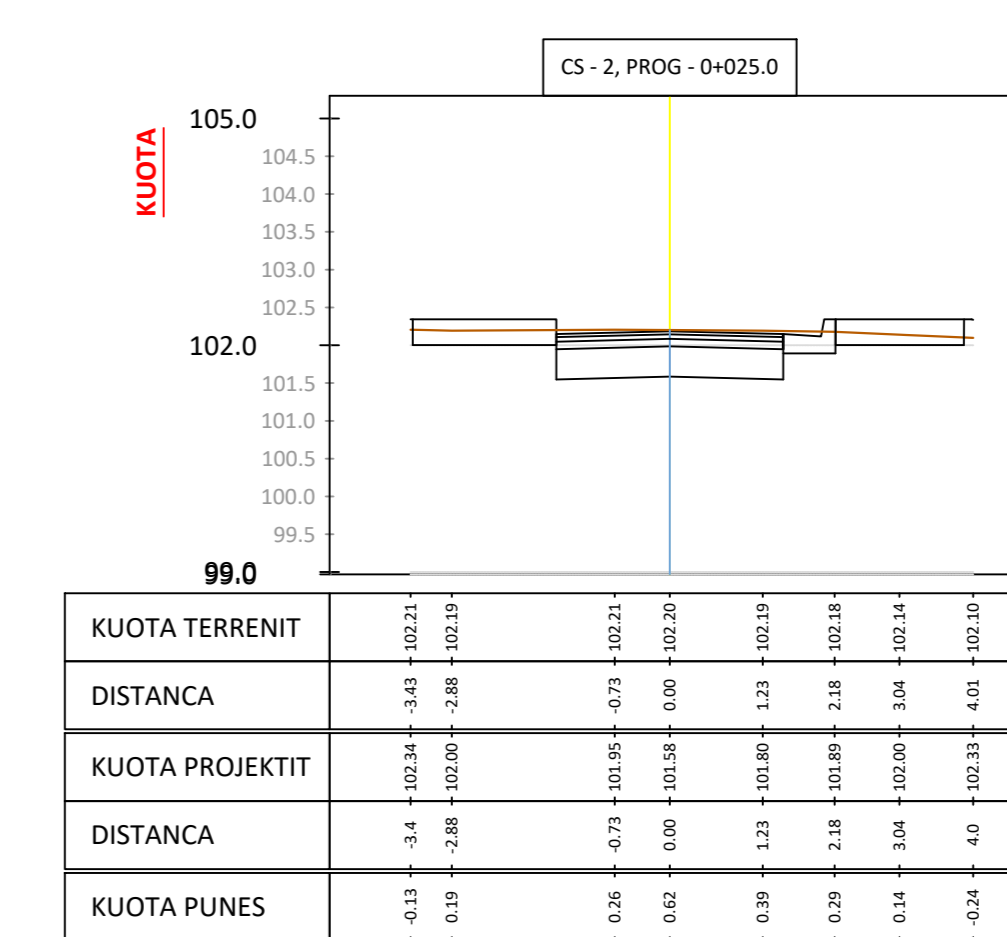 CS - 2, PROG - 0+025.0
KUOTA
105.0
104.5
104.0
103.5
103.0
102.5
102.0
101.5
101.0
100.5
100.0
99.5
99.0
99.0
KUOTA TERRENIT 102.21 102.19 102.21 102.20 102.19 102.18 102.14 102.10
DISTANCA -3.43 -2.88 -0.73 0.00 1.23 2.18 3.04 4.01
KUOTA PROJEKTIT 102.34 102.00 101.95 101.58 101.80 101.89 102.00 102.33
DISTANCA -3.4 -2.88 -0.73 0.00 1.23 2.18 3.04 4.0
KUOTA PUNES -0.13 0.19 0.26 0.62 0.39 0.29 0.14 -0.24